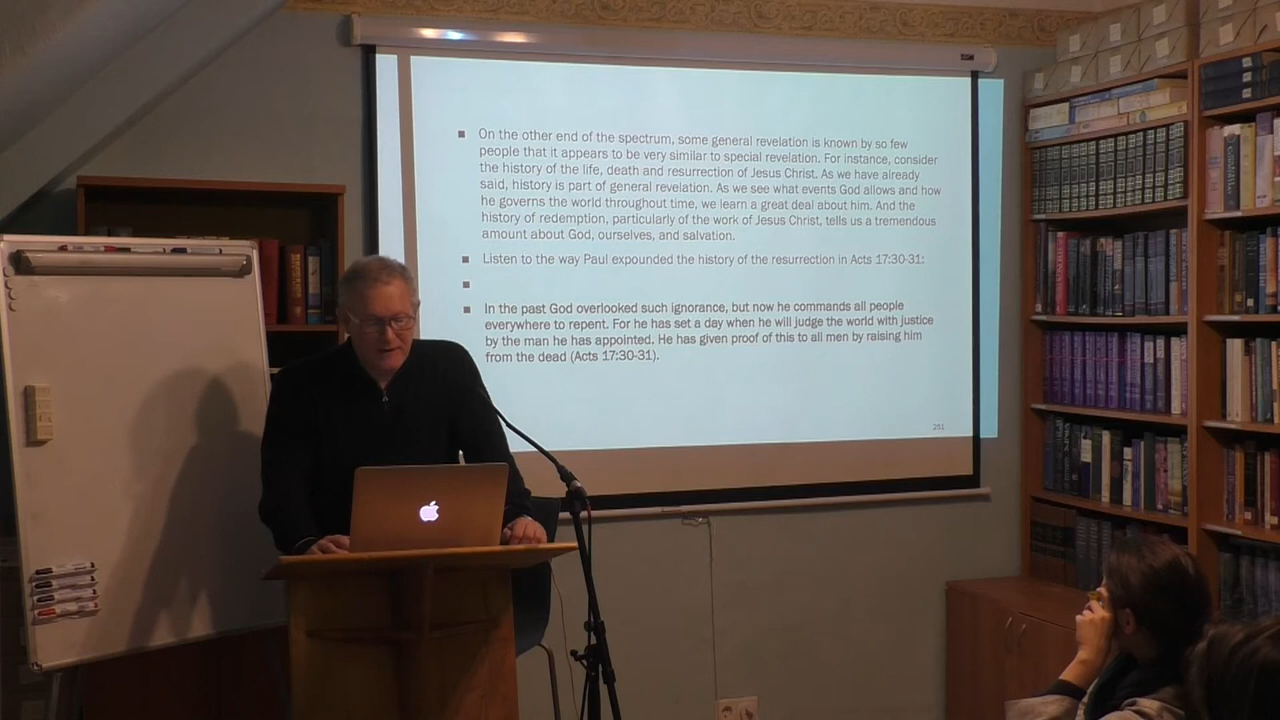 ■ On the other end of the spectrum, some general revelation is known by so few
people that it appears to be very similar to special revelation. For instance, consider
the history of the life, death and resurrection of Jesus Christ. As we have already
said, history is part of general revelation. As we see what events God allows and how
he governs the world throughout time, we learn a great deal about him. And the
history of redemption, particularly of the work of Jesus Christ, tells us a tremendous
amount about God, ourselves, and salvation.
■ Listen to the way Paul expounded the history of the resurrection in Acts 17:30-31:
■
■ In the past God overlooked such ignorance, but now he commands all people
everywhere to repent. For he has set a day when he will judge the world with justice
by the man he has appointed. He has given proof of this to all men by raising him
from the dead (Acts 17:30-31).
251